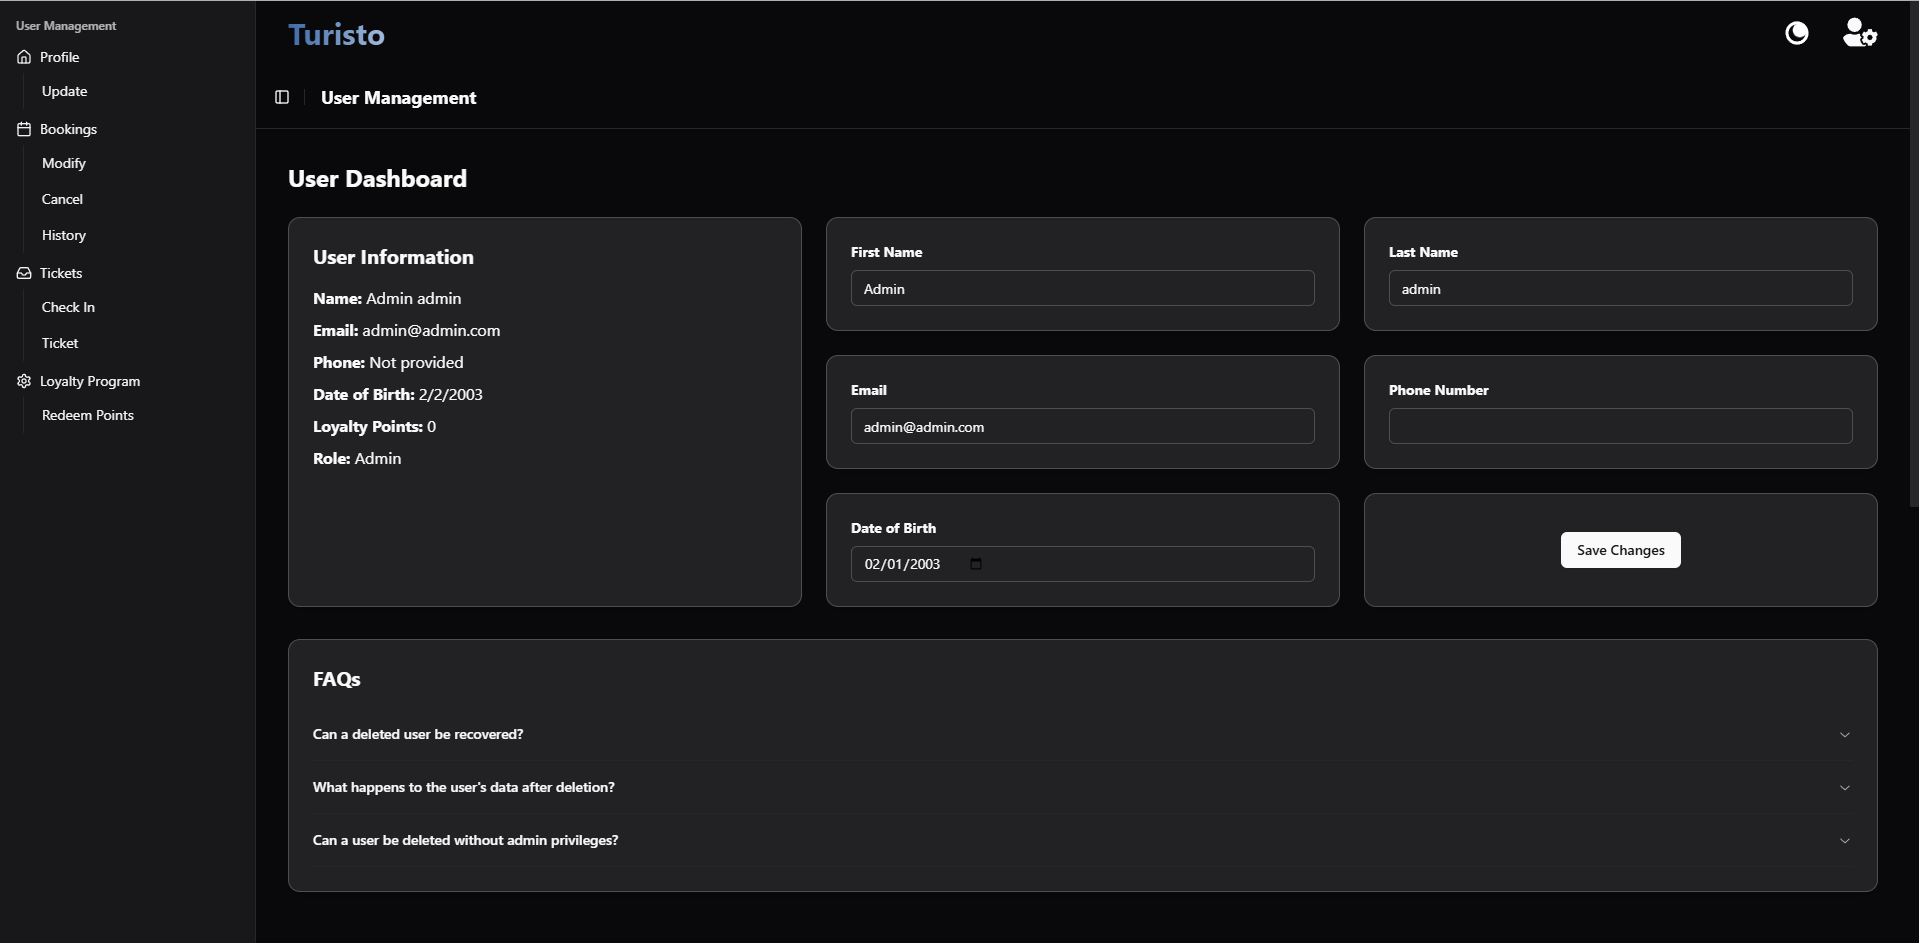 User Management
Profile
Update
Bookings
Modify
Cancel
History
Tickets
Check In
Ticket
Loyalty Program
Redeem Points
Turisto
User Management
User Dashboard
User Information
Name: Admin admin
Email: admin@admin.com
Phone: Not provided
Date of Birth: 2/2/2003
Loyalty Points: 0
Role: Admin
First Name
Admin
Last Name
admin
Email
admin@admin.com
Phone Number
Date of Birth
02/01/2003
Save Changes
FAQs
Can a deleted user be recovered?
What happens to the user's data after deletion?
Can a user be deleted without admin privileges?